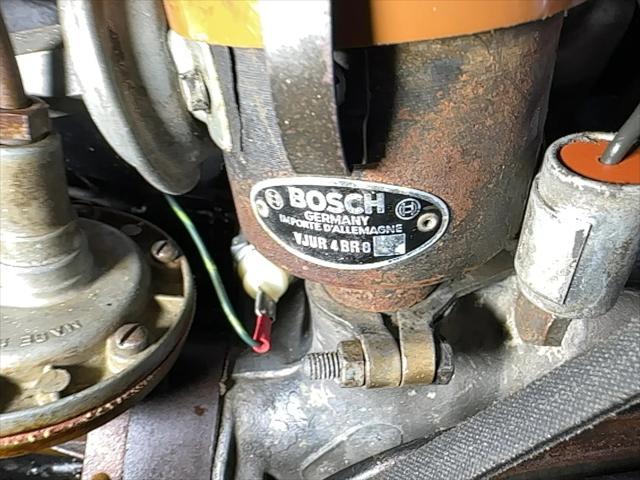 BOSCH
GERMANY
IMPORTE D'ALLEMAGNE
VJUR 4 BR 8